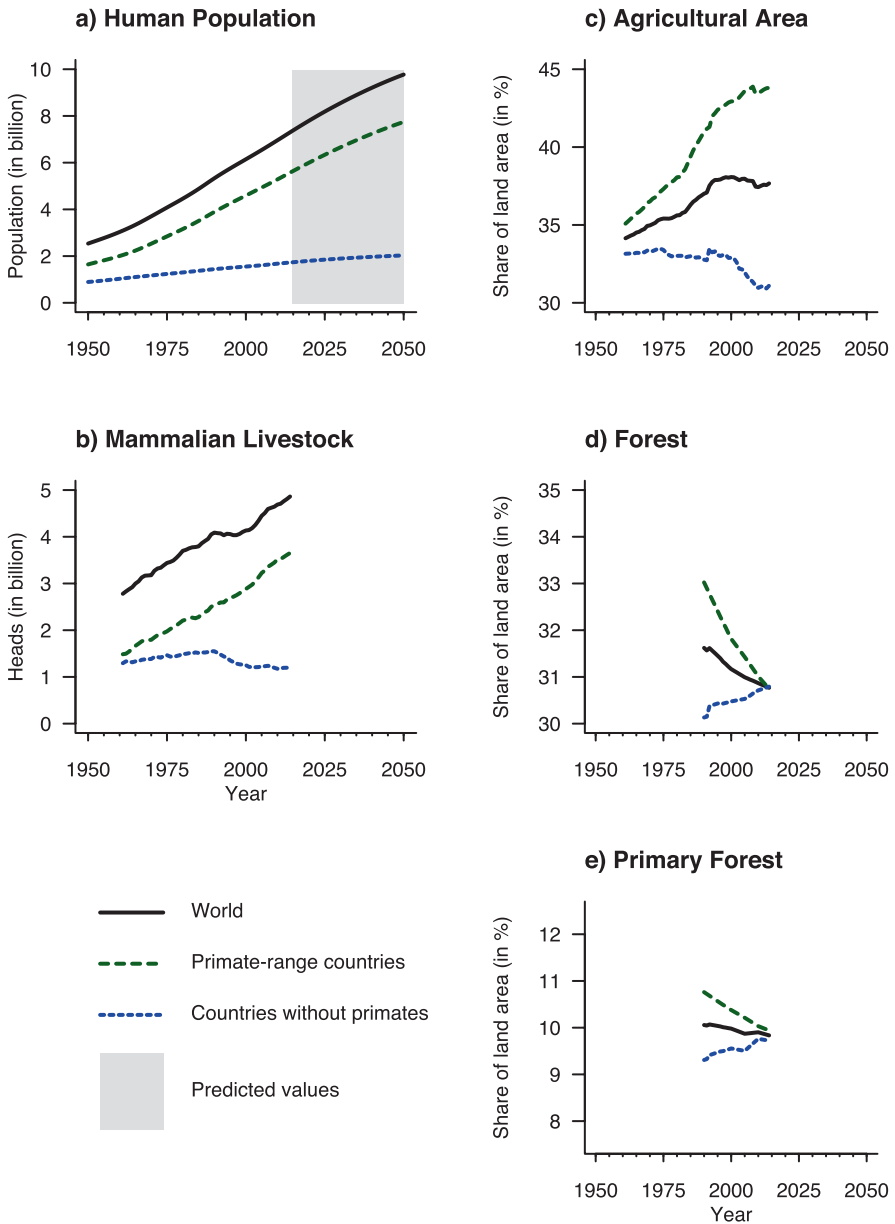 a) Human Population
Population (in billion)
10
8
6
4
2
0
1950 1975 2000 2025 2050
c) Agricultural Area
Share of land area (in %)
45
40
35
30
1950 1975 2000 2025 2050
b) Mammalian Livestock
Heads (in billion)
5
4
3
2
1
0
1950 1975 2000 2025 2050
Year
d) Forest
Share of land area (in %)
35
34
33
32
31
30
1950 1975 2000 2025 2050
World
Primate-range countries
Countries without primates
Predicted values
e) Primary Forest
Share of land area (in %)
12
11
10
9
8
1950 1975 2000 2025 2050
Year